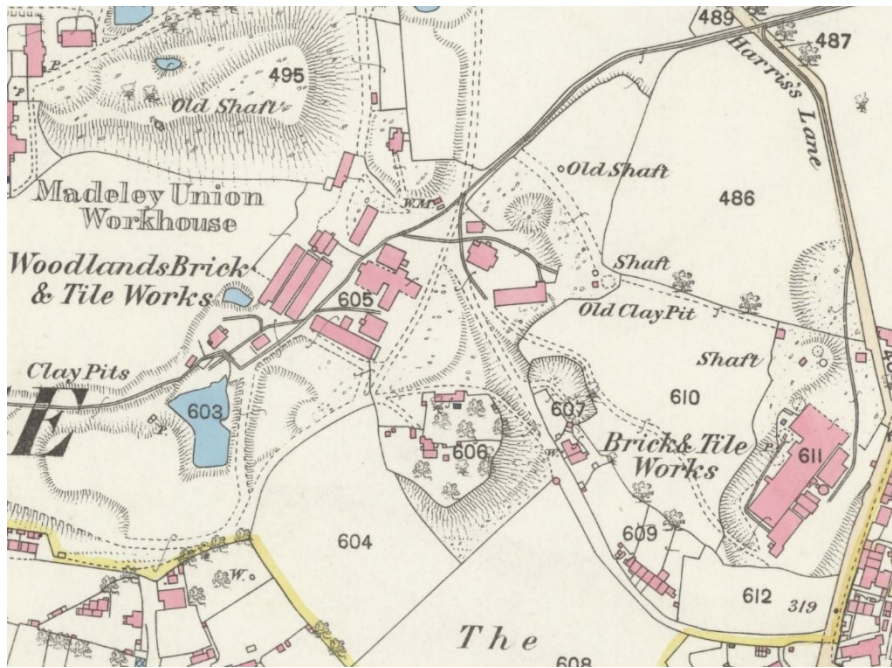 489
487
Harris's Lane
495
Old Shaft
P.
P.
Old Shaft
Madeley Union
Workhouse
W.M.
486
Woodlands Brick
& Tile Works
Shaft
605
Old Clay Pit
Shaft
Clay Pits
610
603
607
E
P.
606
Brick & Tile
Works
P.
611
W.
604
609
W.
612
319
The
608